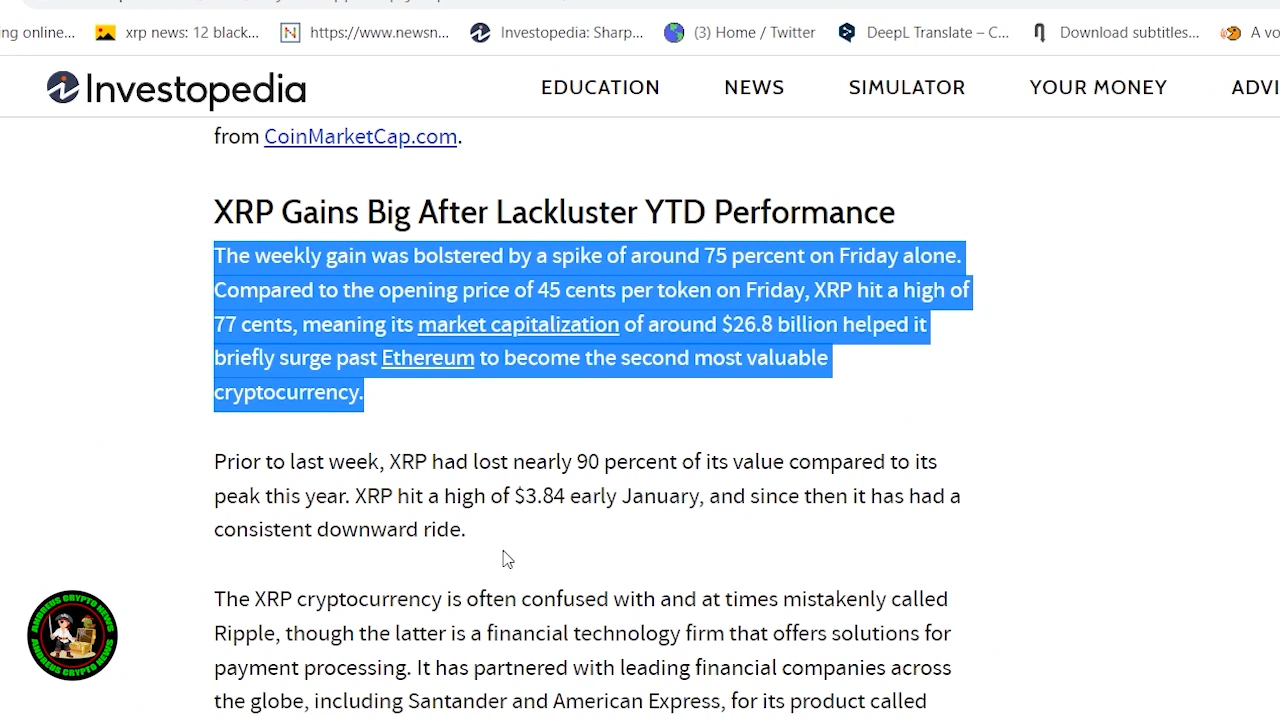 ng online...
xrp news: 12 black...
https://www.newsn...
Investopedia: Sharp...
(3) Home / Twitter
DeepL Translate – C...
Download subtitles...
A vo
Investopedia
EDUCATION
NEWS
SIMULATOR
YOUR MONEY
ADVI
from CoinMarketCap.com.
XRP Gains Big After Lackluster YTD Performance
The weekly gain was bolstered by a spike of around 75 percent on Friday alone.
Compared to the opening price of 45 cents per token on Friday, XRP hit a high of
77 cents, meaning its market capitalization of around $26.8 billion helped it
briefly surge past Ethereum to become the second most valuable
cryptocurrency.
Prior to last week, XRP had lost nearly 90 percent of its value compared to its
peak this year. XRP hit a high of $3.84 early January, and since then it has had a
consistent downward ride.
The XRP cryptocurrency is often confused with and at times mistakenly called
Ripple, though the latter is a financial technology firm that offers solutions for
payment processing. It has partnered with leading financial companies across
the globe, including Santander and American Express, for its product called
ANDREUS CRYPTO NEWS
ANDREUS CRYPTO NEWS